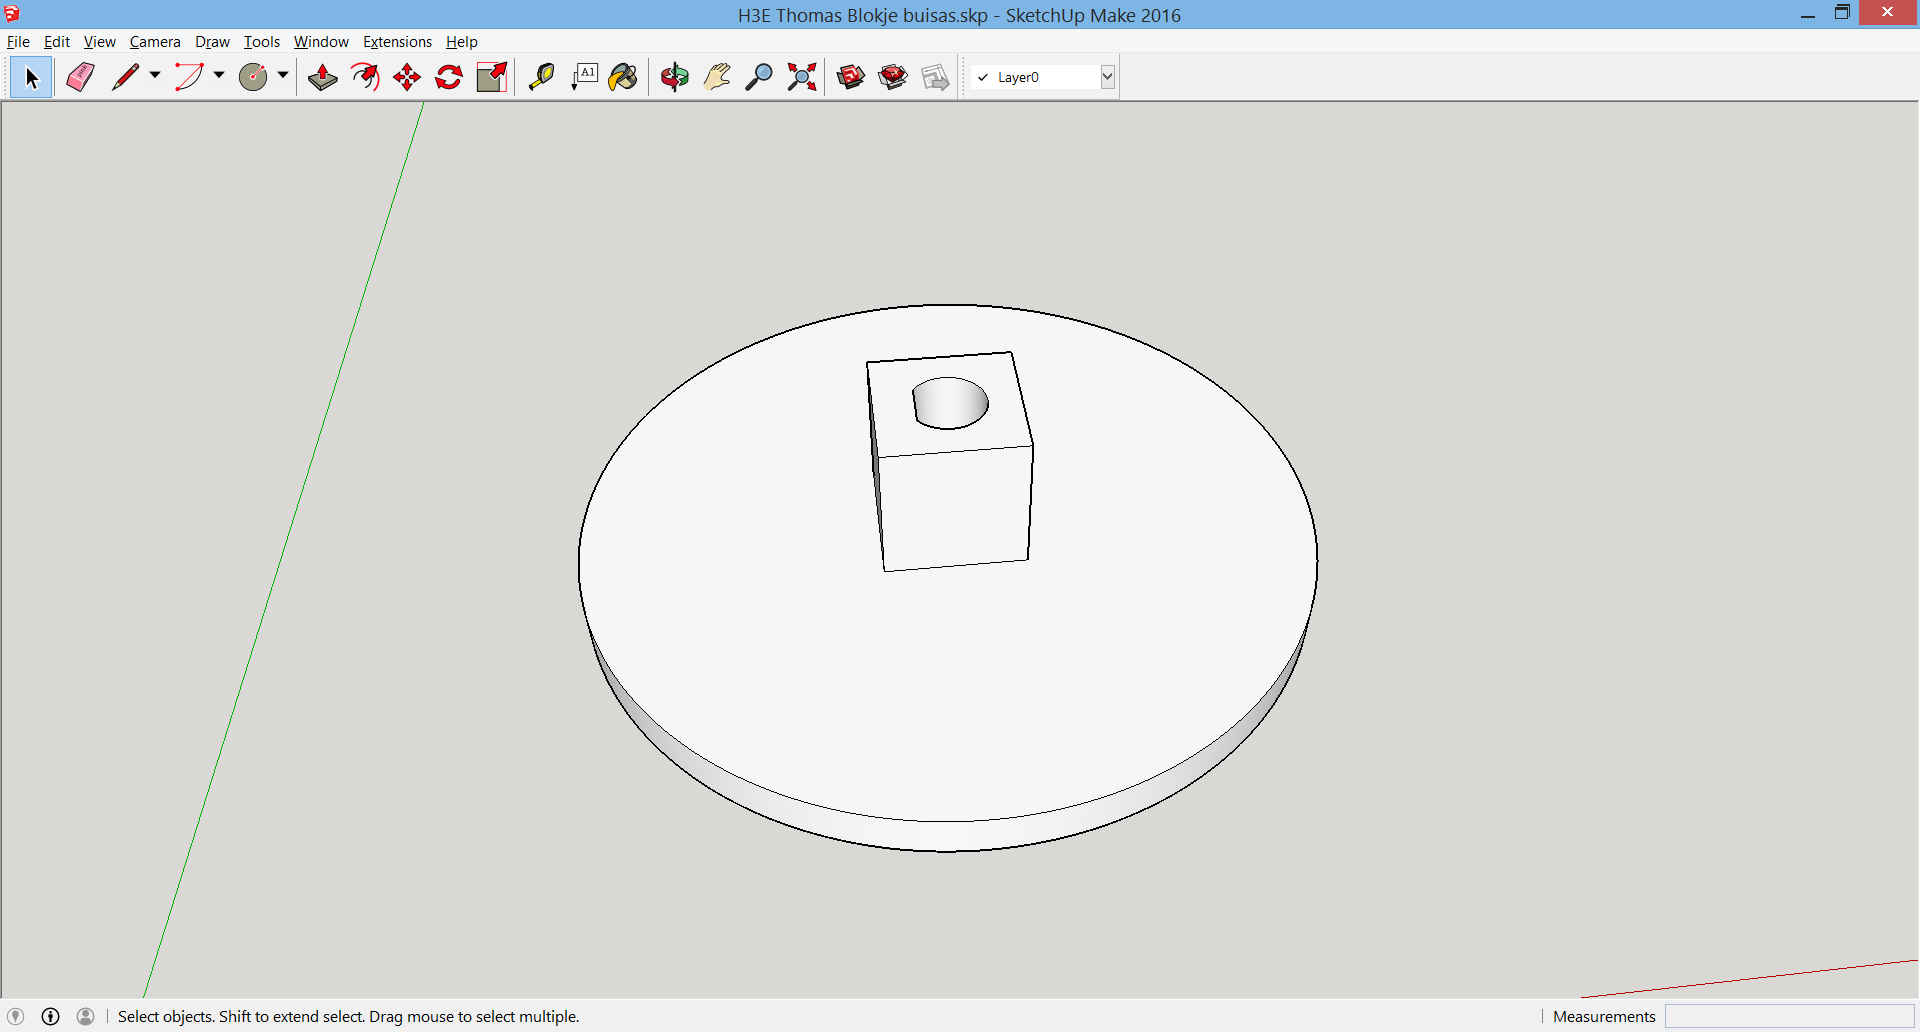 H3E Thomas Blokje buisas.skp - SketchUp Make 2016
File Edit View Camera Draw Tools Window Extensions Help
A1
Layer0
Select objects. Shift to extend select. Drag mouse to select multiple.
Measurements